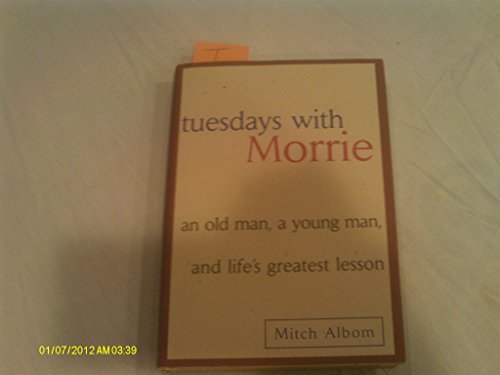 I
tuesdays with
Morrie
an old man, a young man,
and life's greatest lesson
Mitch Albom
01/07/2012 AM 03:39